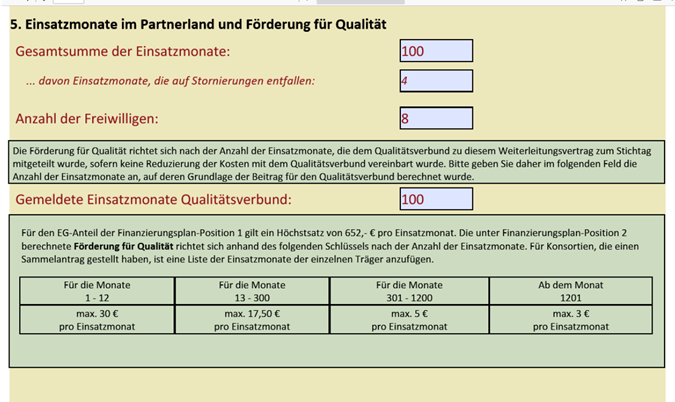 5. Einsatzmonate im Partnerland und Förderung für Qualität
Gesamtsumme der Einsatzmonate:
100
... davon Einsatzmonate, die auf Stornierungen entfallen:
4
Anzahl der Freiwilligen:
8
Die Förderung für Qualität richtet sich nach der Anzahl der Einsatzmonate, die dem Qualitätsverbund zu diesem Weiterleitungsvertrag zum Stichtag
mitgeteilt wurde, sofern keine Reduzierung der Kosten mit dem Qualitätsverbund vereinbart wurde. Bitte geben Sie daher im folgenden Feld die
Anzahl der Einsatzmonate an, auf deren Grundlage der Beitrag für den Qualitätsverbund berechnet wurde.
Gemeldete Einsatzmonate Qualitätsverbund:
100
Für den EG-Anteil der Finanzierungsplan-Position 1 gilt ein Höchstsatz von 652,- € pro Einsatzmonat. Die unter Finanzierungsplan-Position 2
berechnete Förderung für Qualität richtet sich anhand des folgenden Schlüssels nach der Anzahl der Einsatzmonate. Für Konsortien, die einen
Sammelantrag gestellt haben, ist eine Liste der Einsatzmonate der einzelnen Träger anzufügen.
Für die Monate
1 - 12
Für die Monate
13 - 300
Für die Monate
301 - 1200
Ab dem Monat
1201
max. 30 €
pro Einsatzmonat
max. 17,50 €
pro Einsatzmonat
max. 5 €
pro Einsatzmonat
max. 3 €
pro Einsatzmonat